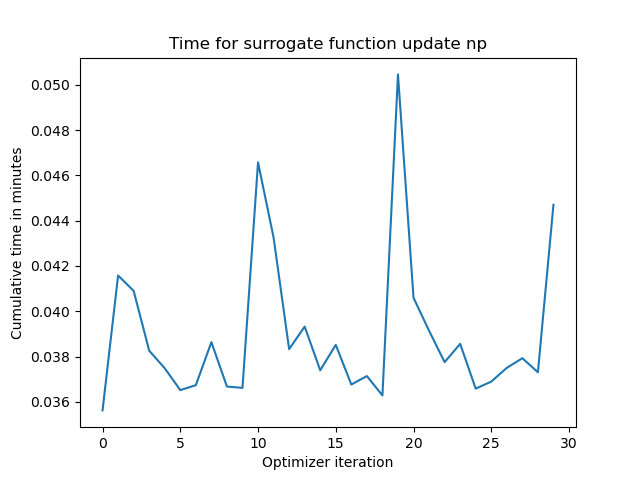 Time for surrogate function update np
Cumulative time in minutes
0.050
0.048
0.046
0.044
0.042
0.040
0.038
0.036
0 5 10 15 20 25 30
Optimizer iteration